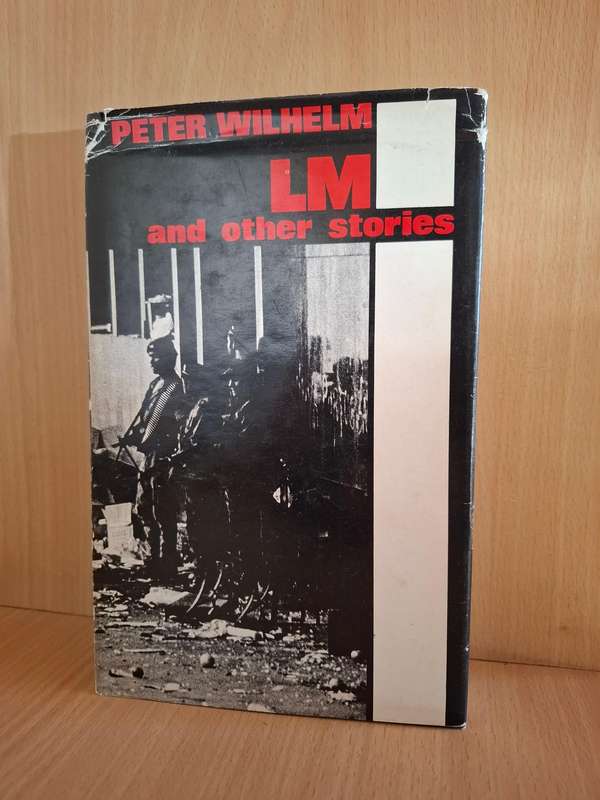 PETER WILHELM
LM
and other stories